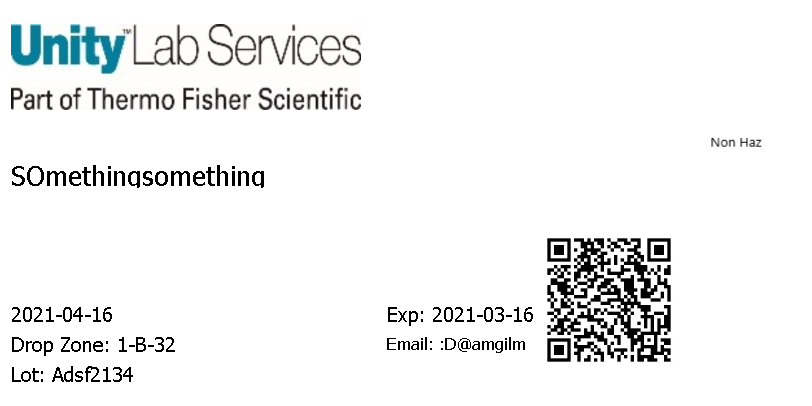 Unity™ Lab Services
Part of Thermo Fisher Scientific
Non Haz
SOmethingsomething
2021-04-16
Exp: 2021-03-16
Drop Zone: 1-B-32
Email: :D@amgilm
Lot: Adsf2134